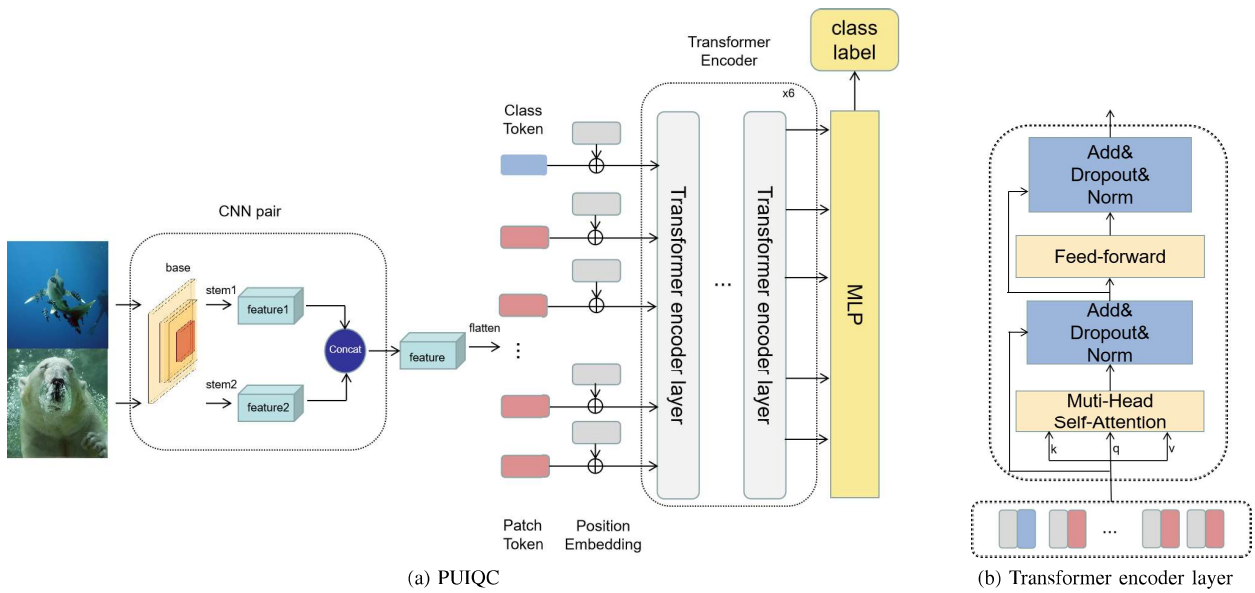 CNN pair
base
stem1
feature1
Concat
stem2
feature2
feature
flatten
...
Class
Token
Patch
Token
Position
Embedding
Transformer
Encoder
x6
Transformer encoder layer
...
Transformer encoder layer
MLP
class
label
(a) PUIQC
Add&
Dropout&
Norm
Feed-forward
Add&
Dropout&
Norm
Muti-Head
Self-Attention
k q v
...
(b) Transformer encoder layer